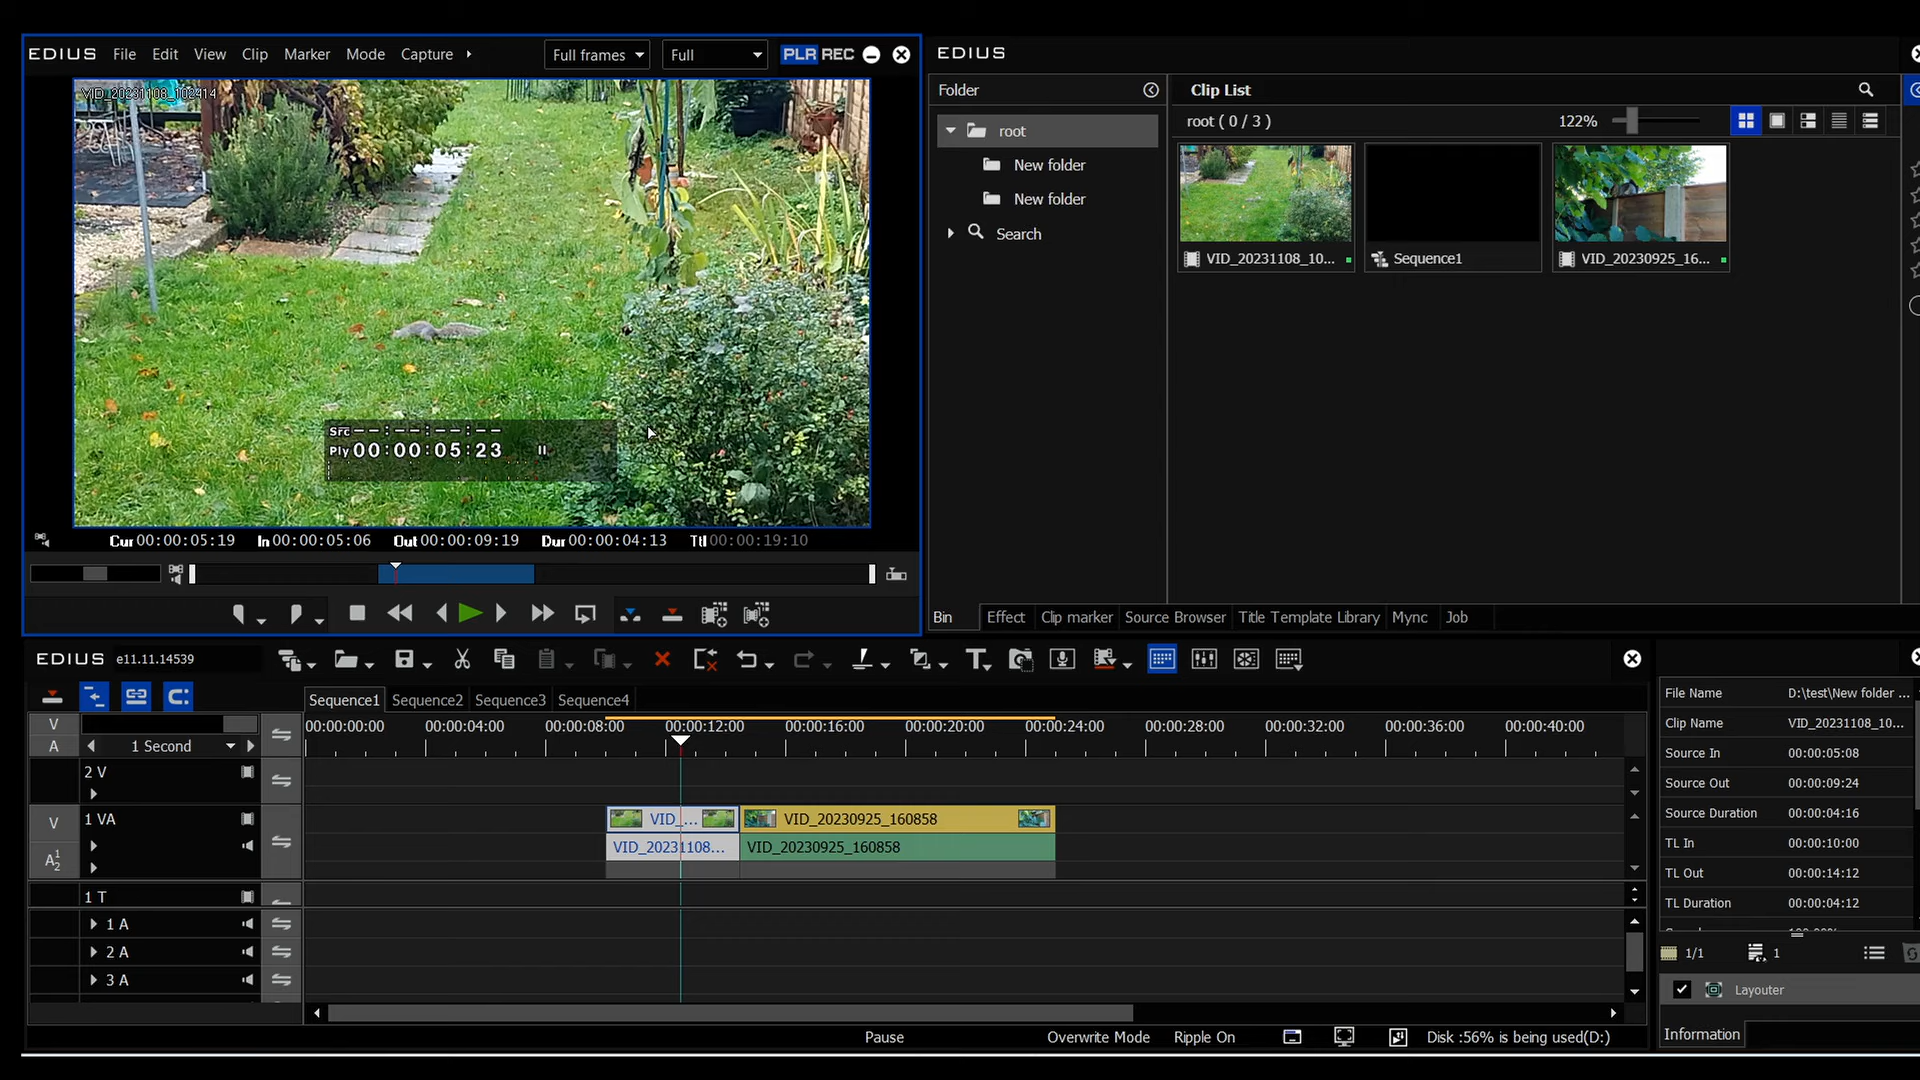 EDIUS File Edit View Clip Marker Mode Capture Full frames Full PLR REC
VID_20231108_102414
Src --:--:--:--
Ply 00:00:05:23
Cur 00:00:05:19 In 00:00:05:06 Out 00:00:09:19 Dur 00:00:04:13 Ttl 00:00:19:10
EDIUS
Folder
root
New folder
New folder
Search
Clip List
root ( 0 / 3 ) 122%
VID_20231108_10... Sequence1 VID_20230925_16...
Bin Effect Clip marker Source Browser Title Template Library Mync Job
EDIUS e11.11.14539
Sequence1 Sequence2 Sequence3 Sequence4
V
A
1 Second
00:00:00:00 00:00:04:00 00:00:08:00 00:00:12:00 00:00:16:00 00:00:20:00 00:00:24:00 00:00:28:00 00:00:32:00 00:00:36:00 00:00:40:00
2 V
V 1 VA VID_... VID_20230925_160858
A 1 2 VID_20231108... VID_20230925_160858
1 T
1 A
2 A
3 A
Pause Overwrite Mode Ripple On Disk :56% is being used(D:)
File Name D:\test\New folder ...
Clip Name VID_20231108_10...
Source In 00:00:05:08
Source Out 00:00:09:24
Source Duration 00:00:04:16
TL In 00:00:10:00
TL Out 00:00:14:12
TL Duration 00:00:04:12
1/1 1
Layouter
Information